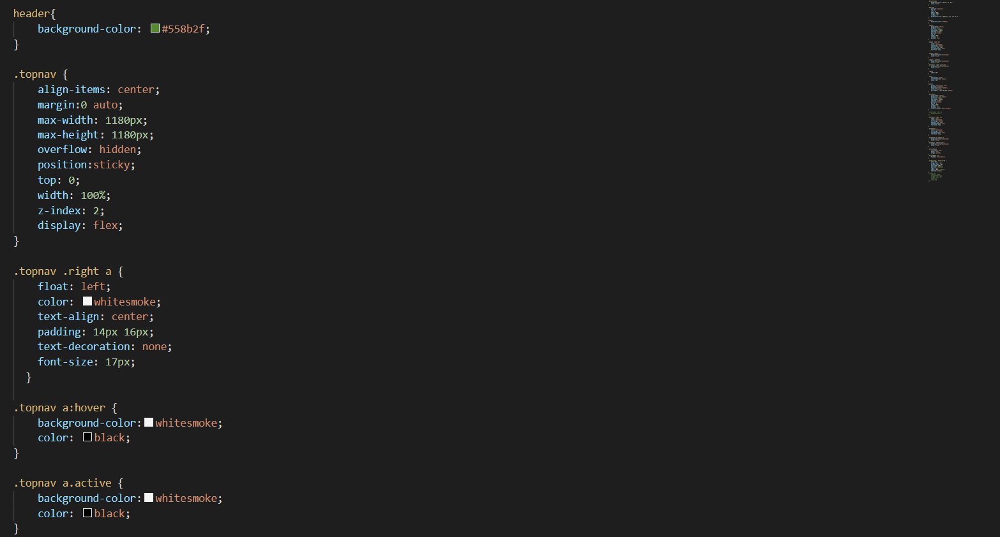 header{
    background-color: #558b2f;
}

.topnav {
    align-items: center;
    margin:0 auto;
    max-width: 1180px;
    max-height: 1180px;
    overflow: hidden;
    position:sticky;
    top: 0;
    width: 100%;
    z-index: 2;
    display: flex;
}

.topnav .right a {
    float: left;
    color: whitesmoke;
    text-align: center;
    padding: 14px 16px;
    text-decoration: none;
    font-size: 17px;
  }

.topnav a:hover {
    background-color:whitesmoke;
    color: black;
}

.topnav a.active {
    background-color:whitesmoke;
    color: black;
}